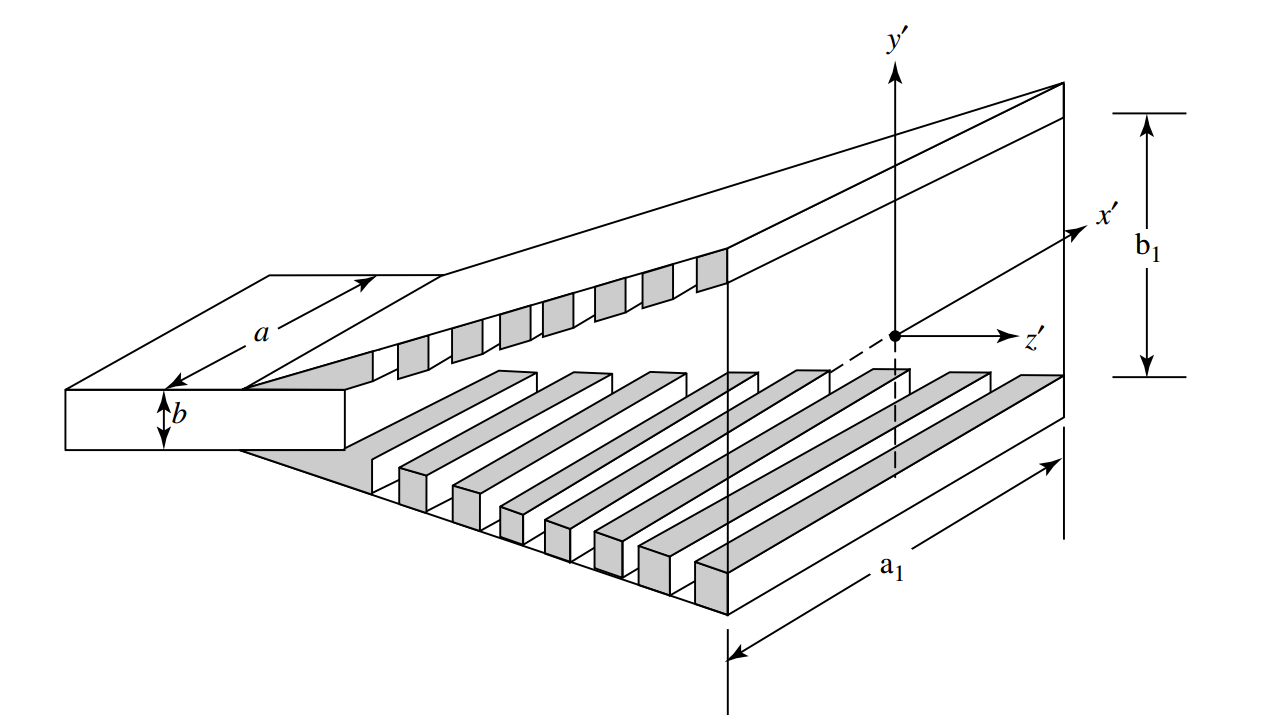 y′
x′
b₁
a
z′
b
a₁